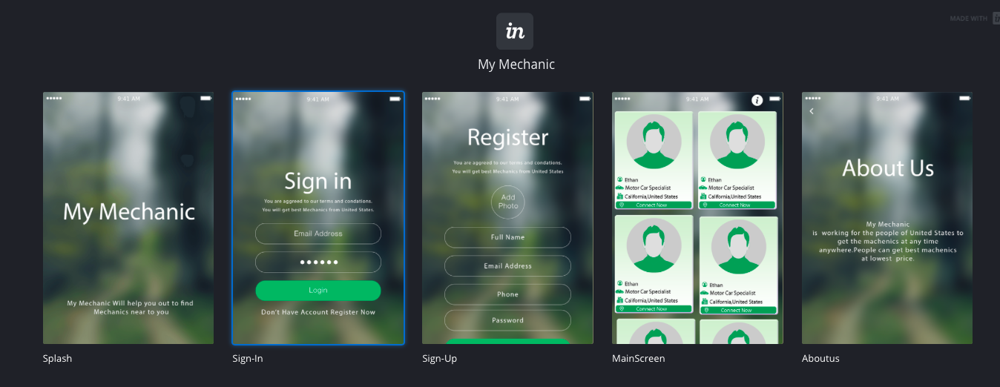 MADE WITH in
in
My Mechanic
9:41 AM
My Mechanic
My Mechanic Will help you out to find
Mechanics near to you
Splash
9:41 AM
Sign in
You are aggreed to our terms and condations.
You will get best Mechanics from United States.
Email Address
Login
Don't Have Account Register Now
Sign-In
9:41 AM
Register
You are aggreed to our terms and condations.
You will get best Mechanics from United States
Add
Photo
Full Name
Email Address
Phone
Password
Sign-Up
9:41 AM
i
Ethan
Motor Car Specialist
California,United States
Connect Now
Ethan
Motor Car Specialist
California,United States
Connect Now
Ethan
Motor Car Specialist
California,United States
Connect Now
Ethan
Motor Car Specialist
California,United States
Connect Now
MainScreen
9:41 AM
About Us
My Mechanic
is working for the people of United States to
get the machenics at any time
anywhere.People can get best machenics
at lowest price.
Aboutus